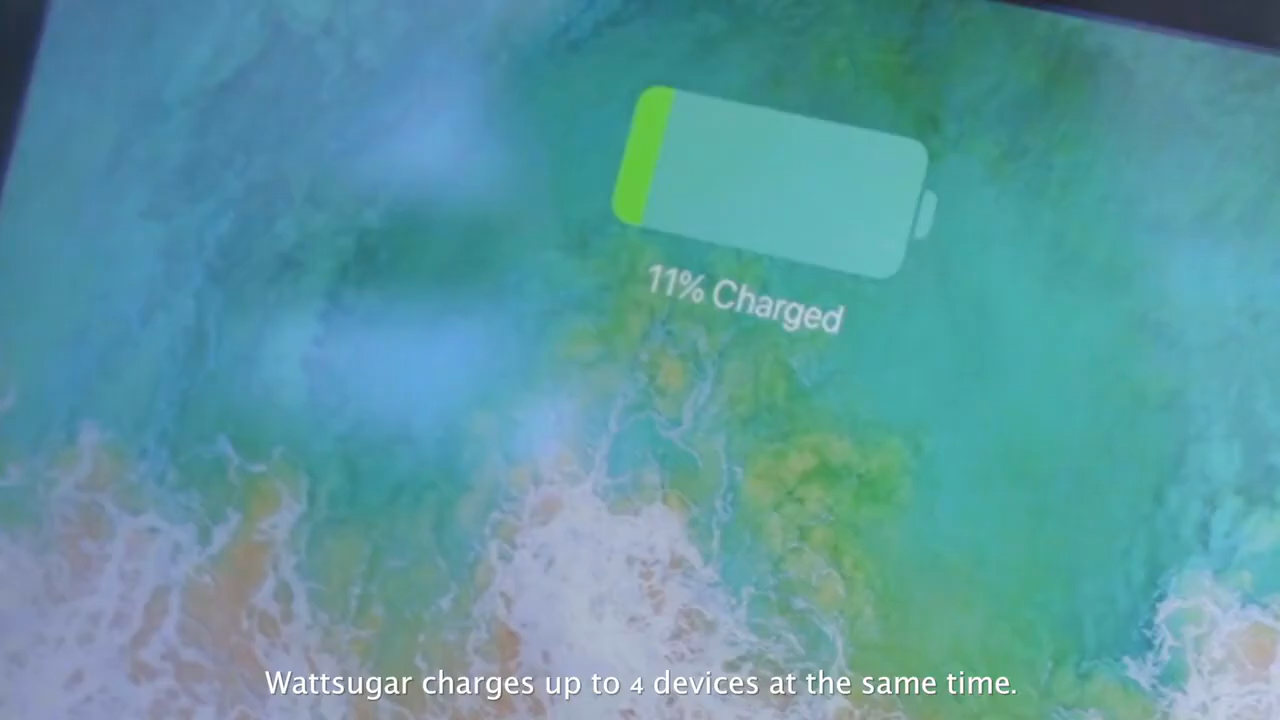 11% Charged
Wattsugar charges up to 4 devices at the same time.